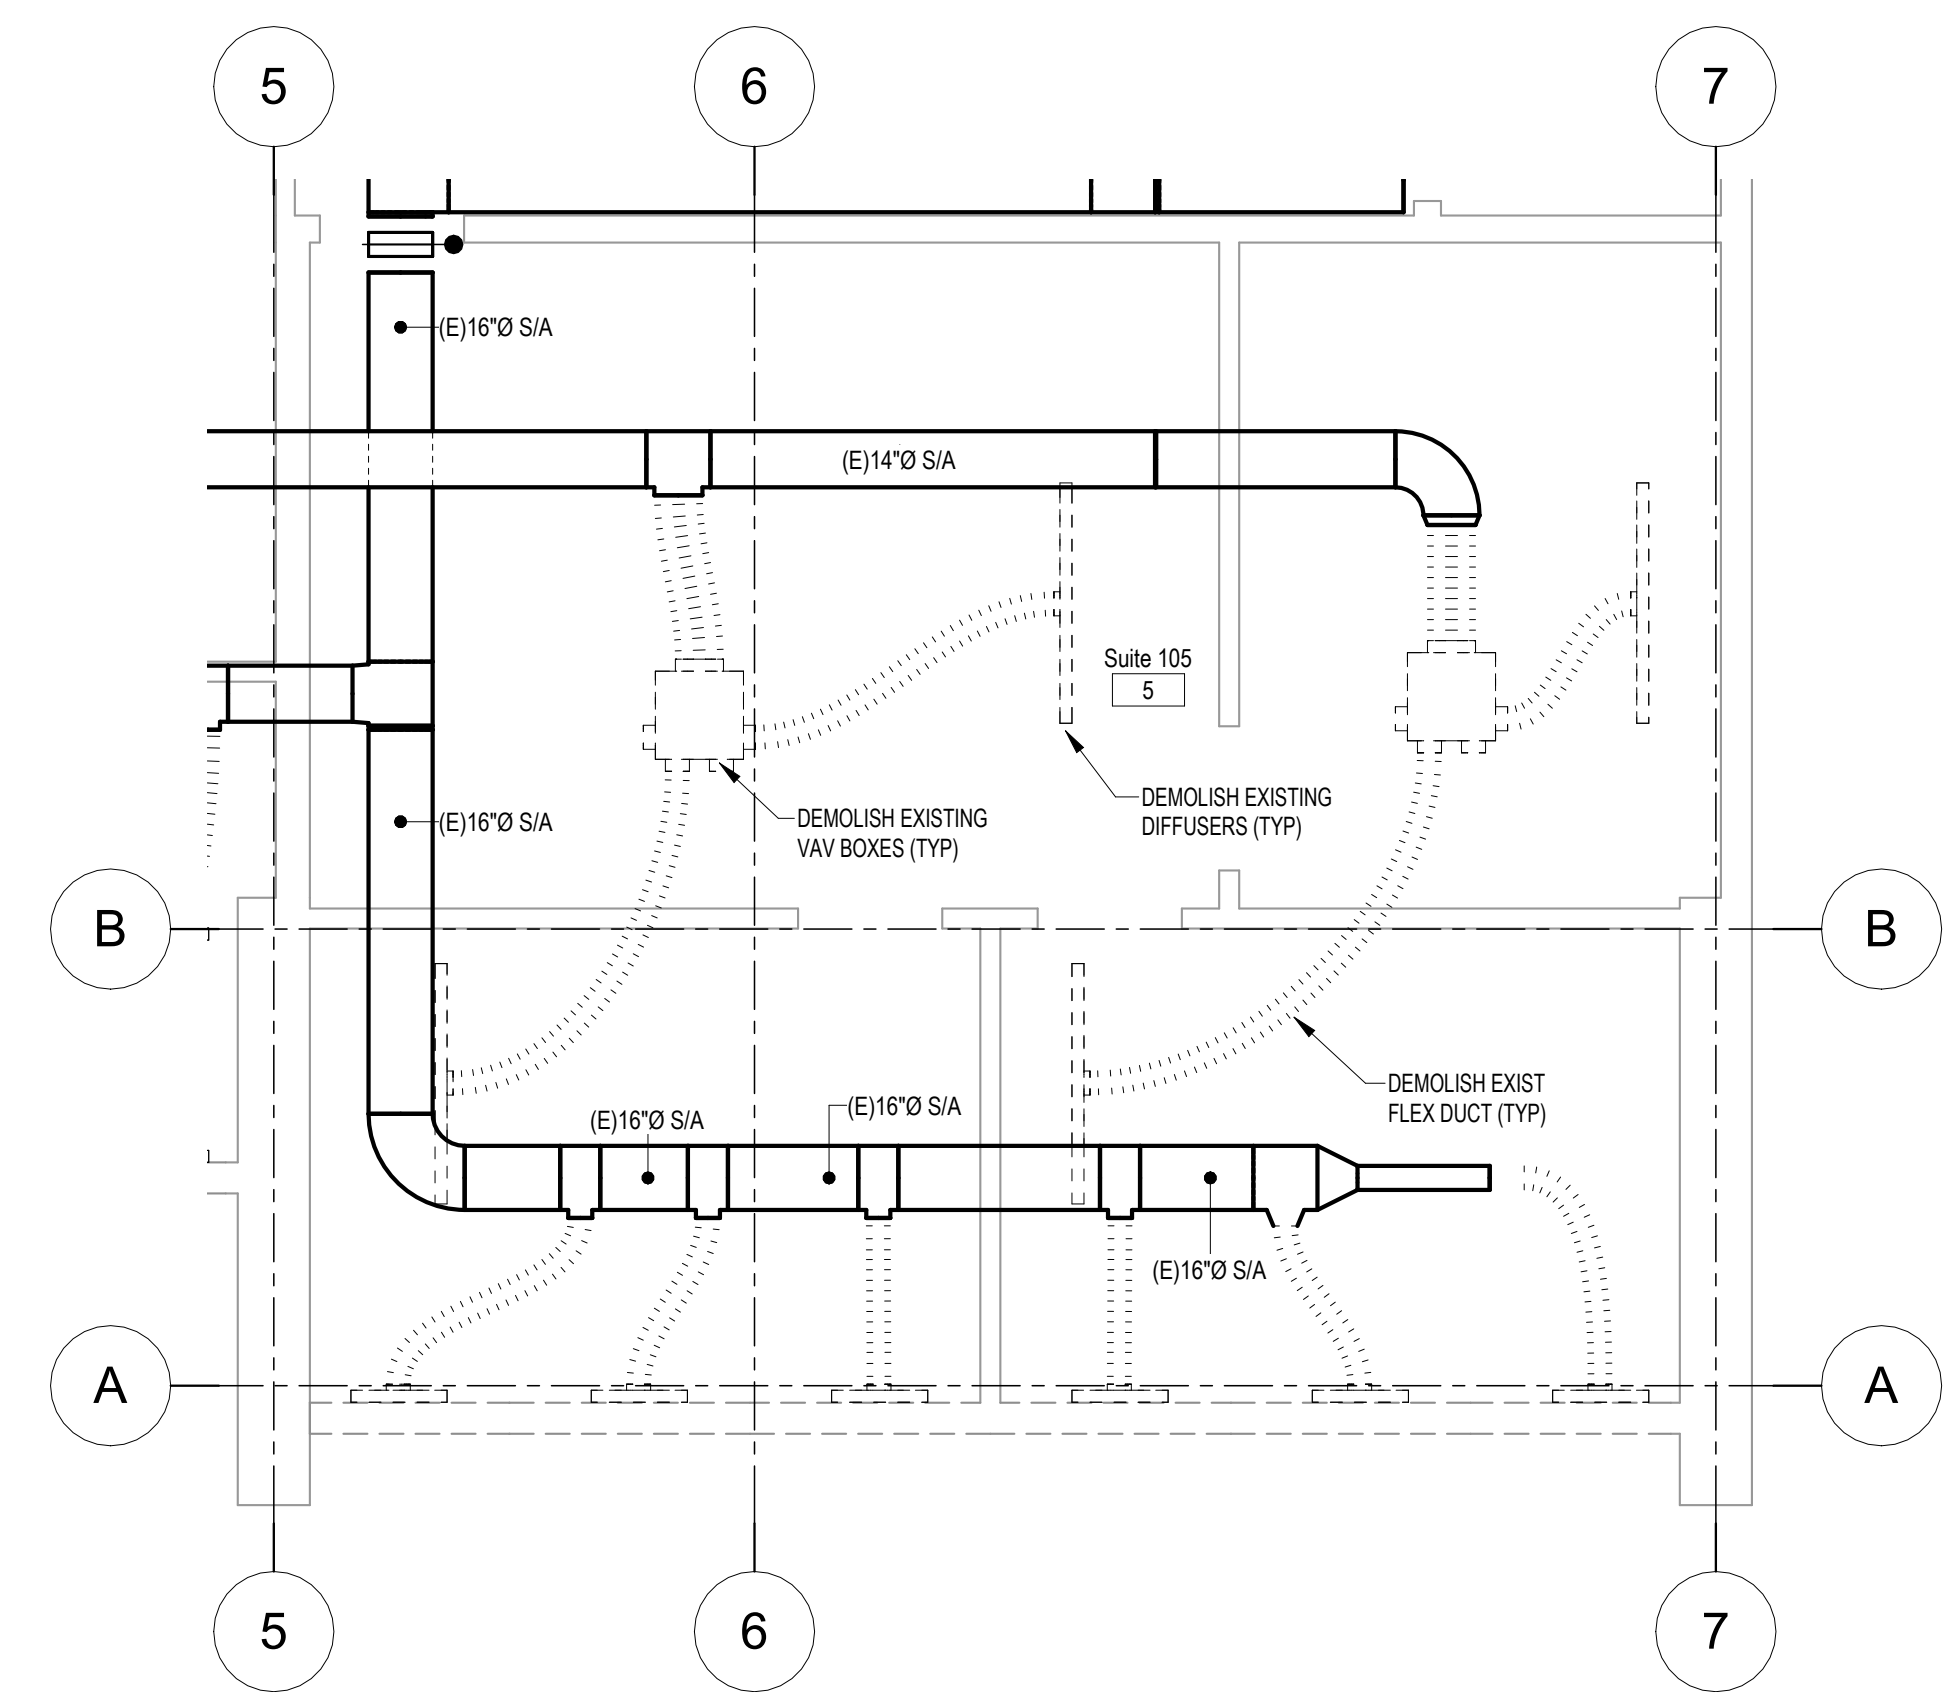 5
6
7
(E)16"Ø S/A
(E)14"Ø S/A
Suite 105
5
DEMOLISH EXISTING
DIFFUSERS (TYP)
DEMOLISH EXISTING
VAV BOXES (TYP)
(E)16"Ø S/A
B
B
DEMOLISH EXIST
FLEX DUCT (TYP)
(E)16"Ø S/A
(E)16"Ø S/A
(E)16"Ø S/A
A
A
5
6
7